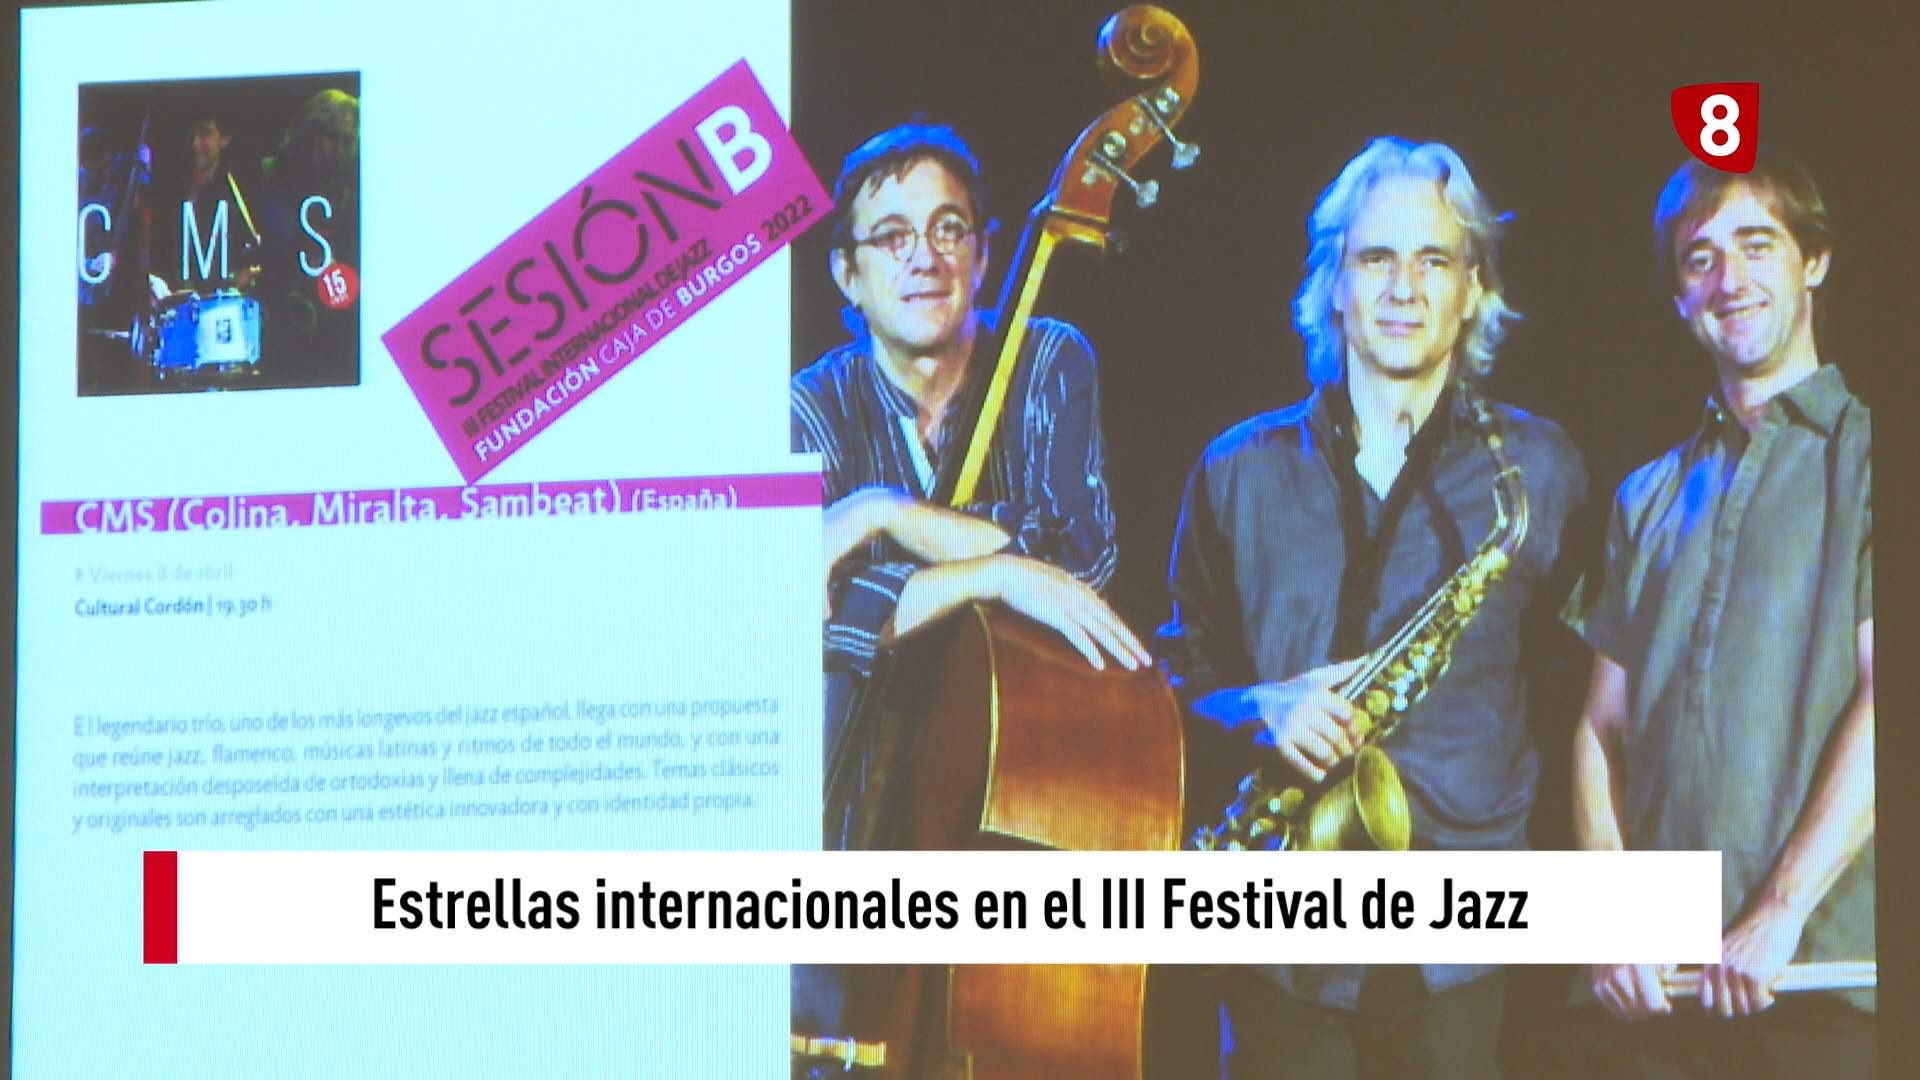 8
C M S
15
SESIÓN B
III FESTIVAL INTERNACIONAL DE JAZZ
FUNDACIÓN CAJA DE BURGOS 2022
CMS (Colina, Miralta, Sambeat) (España)
Viernes 8 de abril
Cultural Cordón | 19.30 h
El legendario trío, uno de los más longevos del jazz español, llega con una propuesta
que reúne jazz, flamenco, músicas latinas y ritmos de todo el mundo, y con una
interpretación desposeída de ortodoxias y llena de complejidades. Temas clásicos
y originales son arreglados con una estética innovadora y con identidad propia.
Estrellas internacionales en el III Festival de Jazz